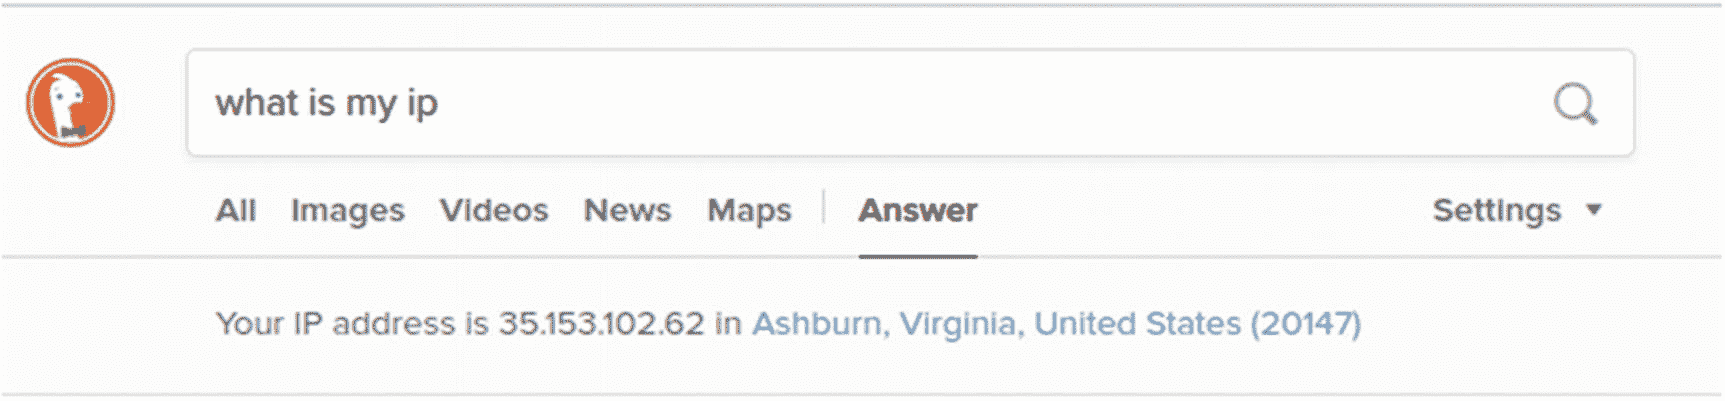 what is my ip
All Images Videos News Maps Answer Settings
Your IP address is 35.153.102.62 in Ashburn, Virginia, United States (20147)